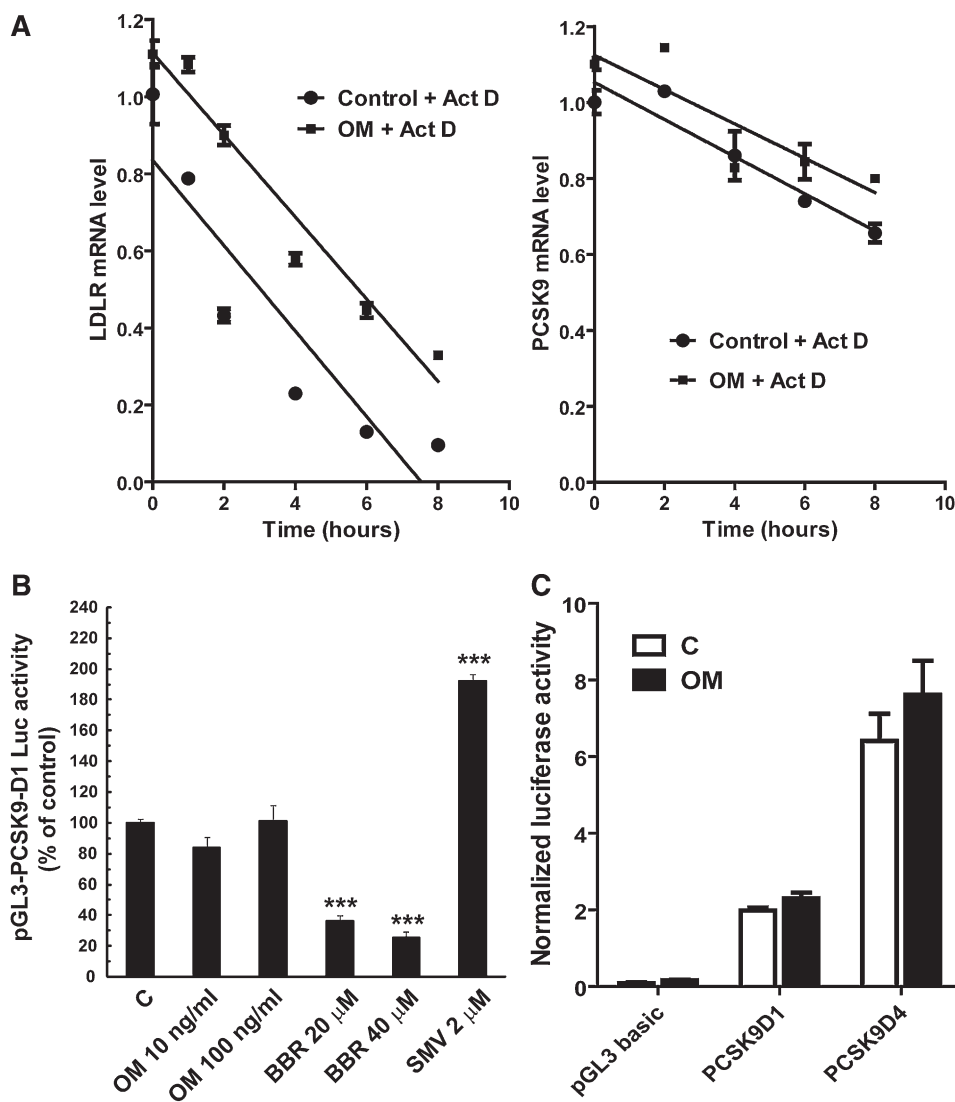 A
LDLR mRNA level
1.2
1.0
0.8
0.6
0.4
0.2
0.0
0 2 4 6 8 10
Time (hours)
Control + Act D
OM + Act D
PCSK9 mRNA level
1.2
1.0
0.8
0.6
0.4
0.2
0.0
0 2 4 6 8 10
Time (hours)
Control + Act D
OM + Act D
B
pGL3-PCSK9-D1 Luc activity
(% of control)
240
220
200
180
160
140
120
100
80
60
40
20
0
***
***
***
C
OM 10 ng/ml
OM 100 ng/ml
BBR 20 μM
BBR 40 μM
SMV 2 μM
C
Normalized luciferase activity
10
8
6
4
2
0
C
OM
pGL3 basic
PCSK9D1
PCSK9D4